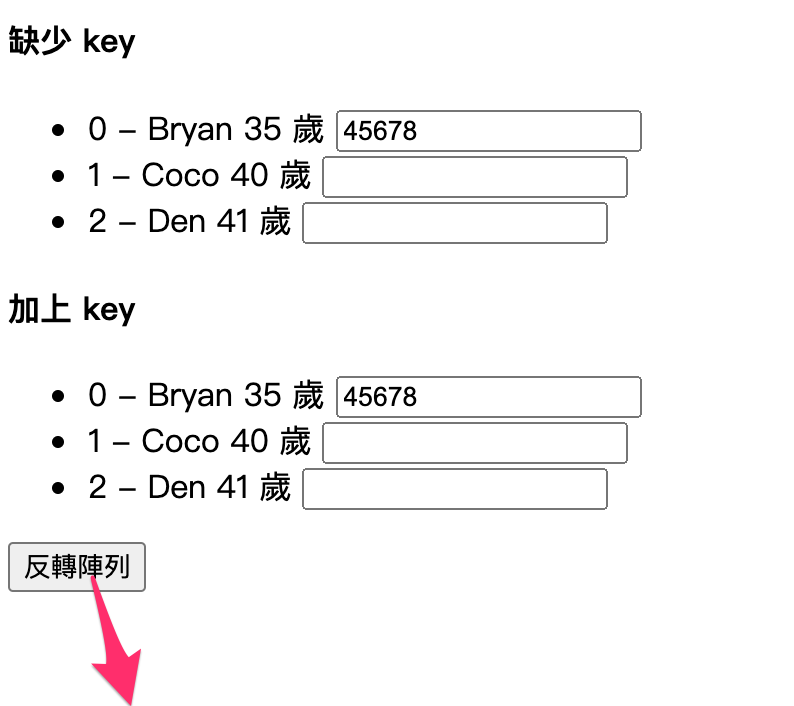 缺少 key
0 – Bryan 35 歲 45678
1 – Coco 40 歲
2 – Den 41 歲
加上 key
0 – Bryan 35 歲 45678
1 – Coco 40 歲
2 – Den 41 歲
反轉陣列